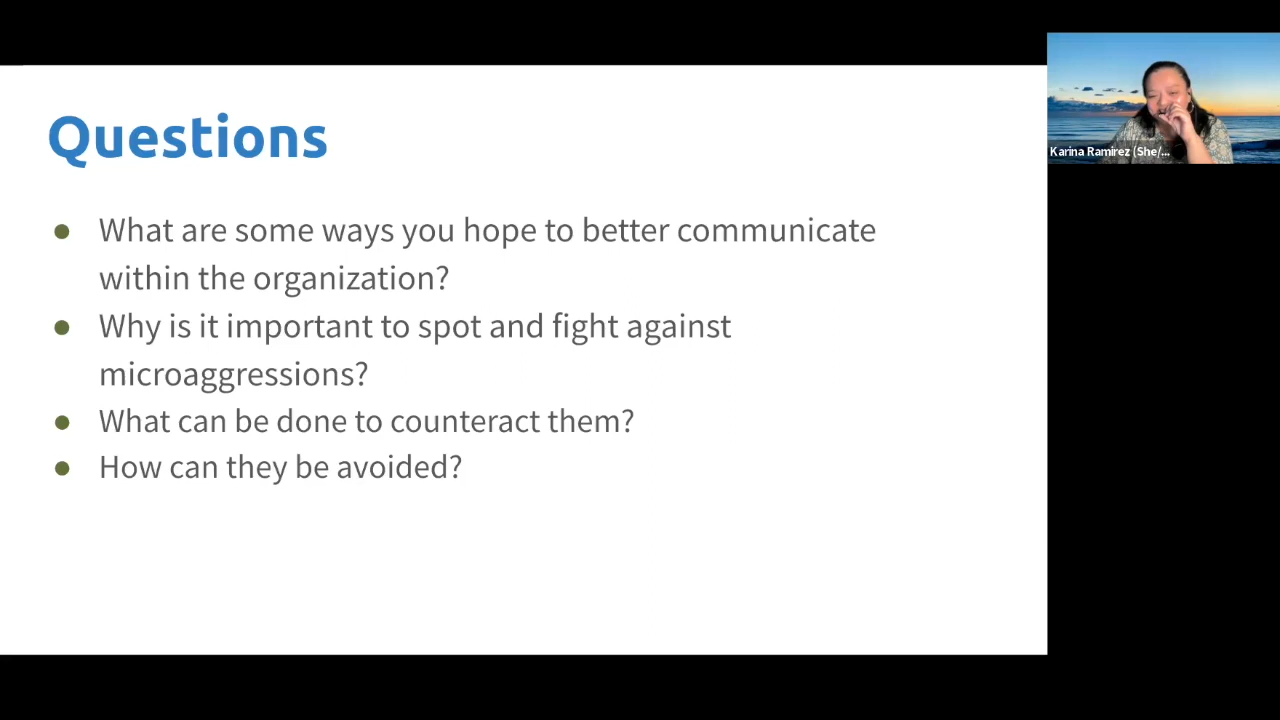 Questions
● What are some ways you hope to better communicate
within the organization?
● Why is it important to spot and fight against
microaggressions?
● What can be done to counteract them?
● How can they be avoided?
Karina Ramirez (She/...